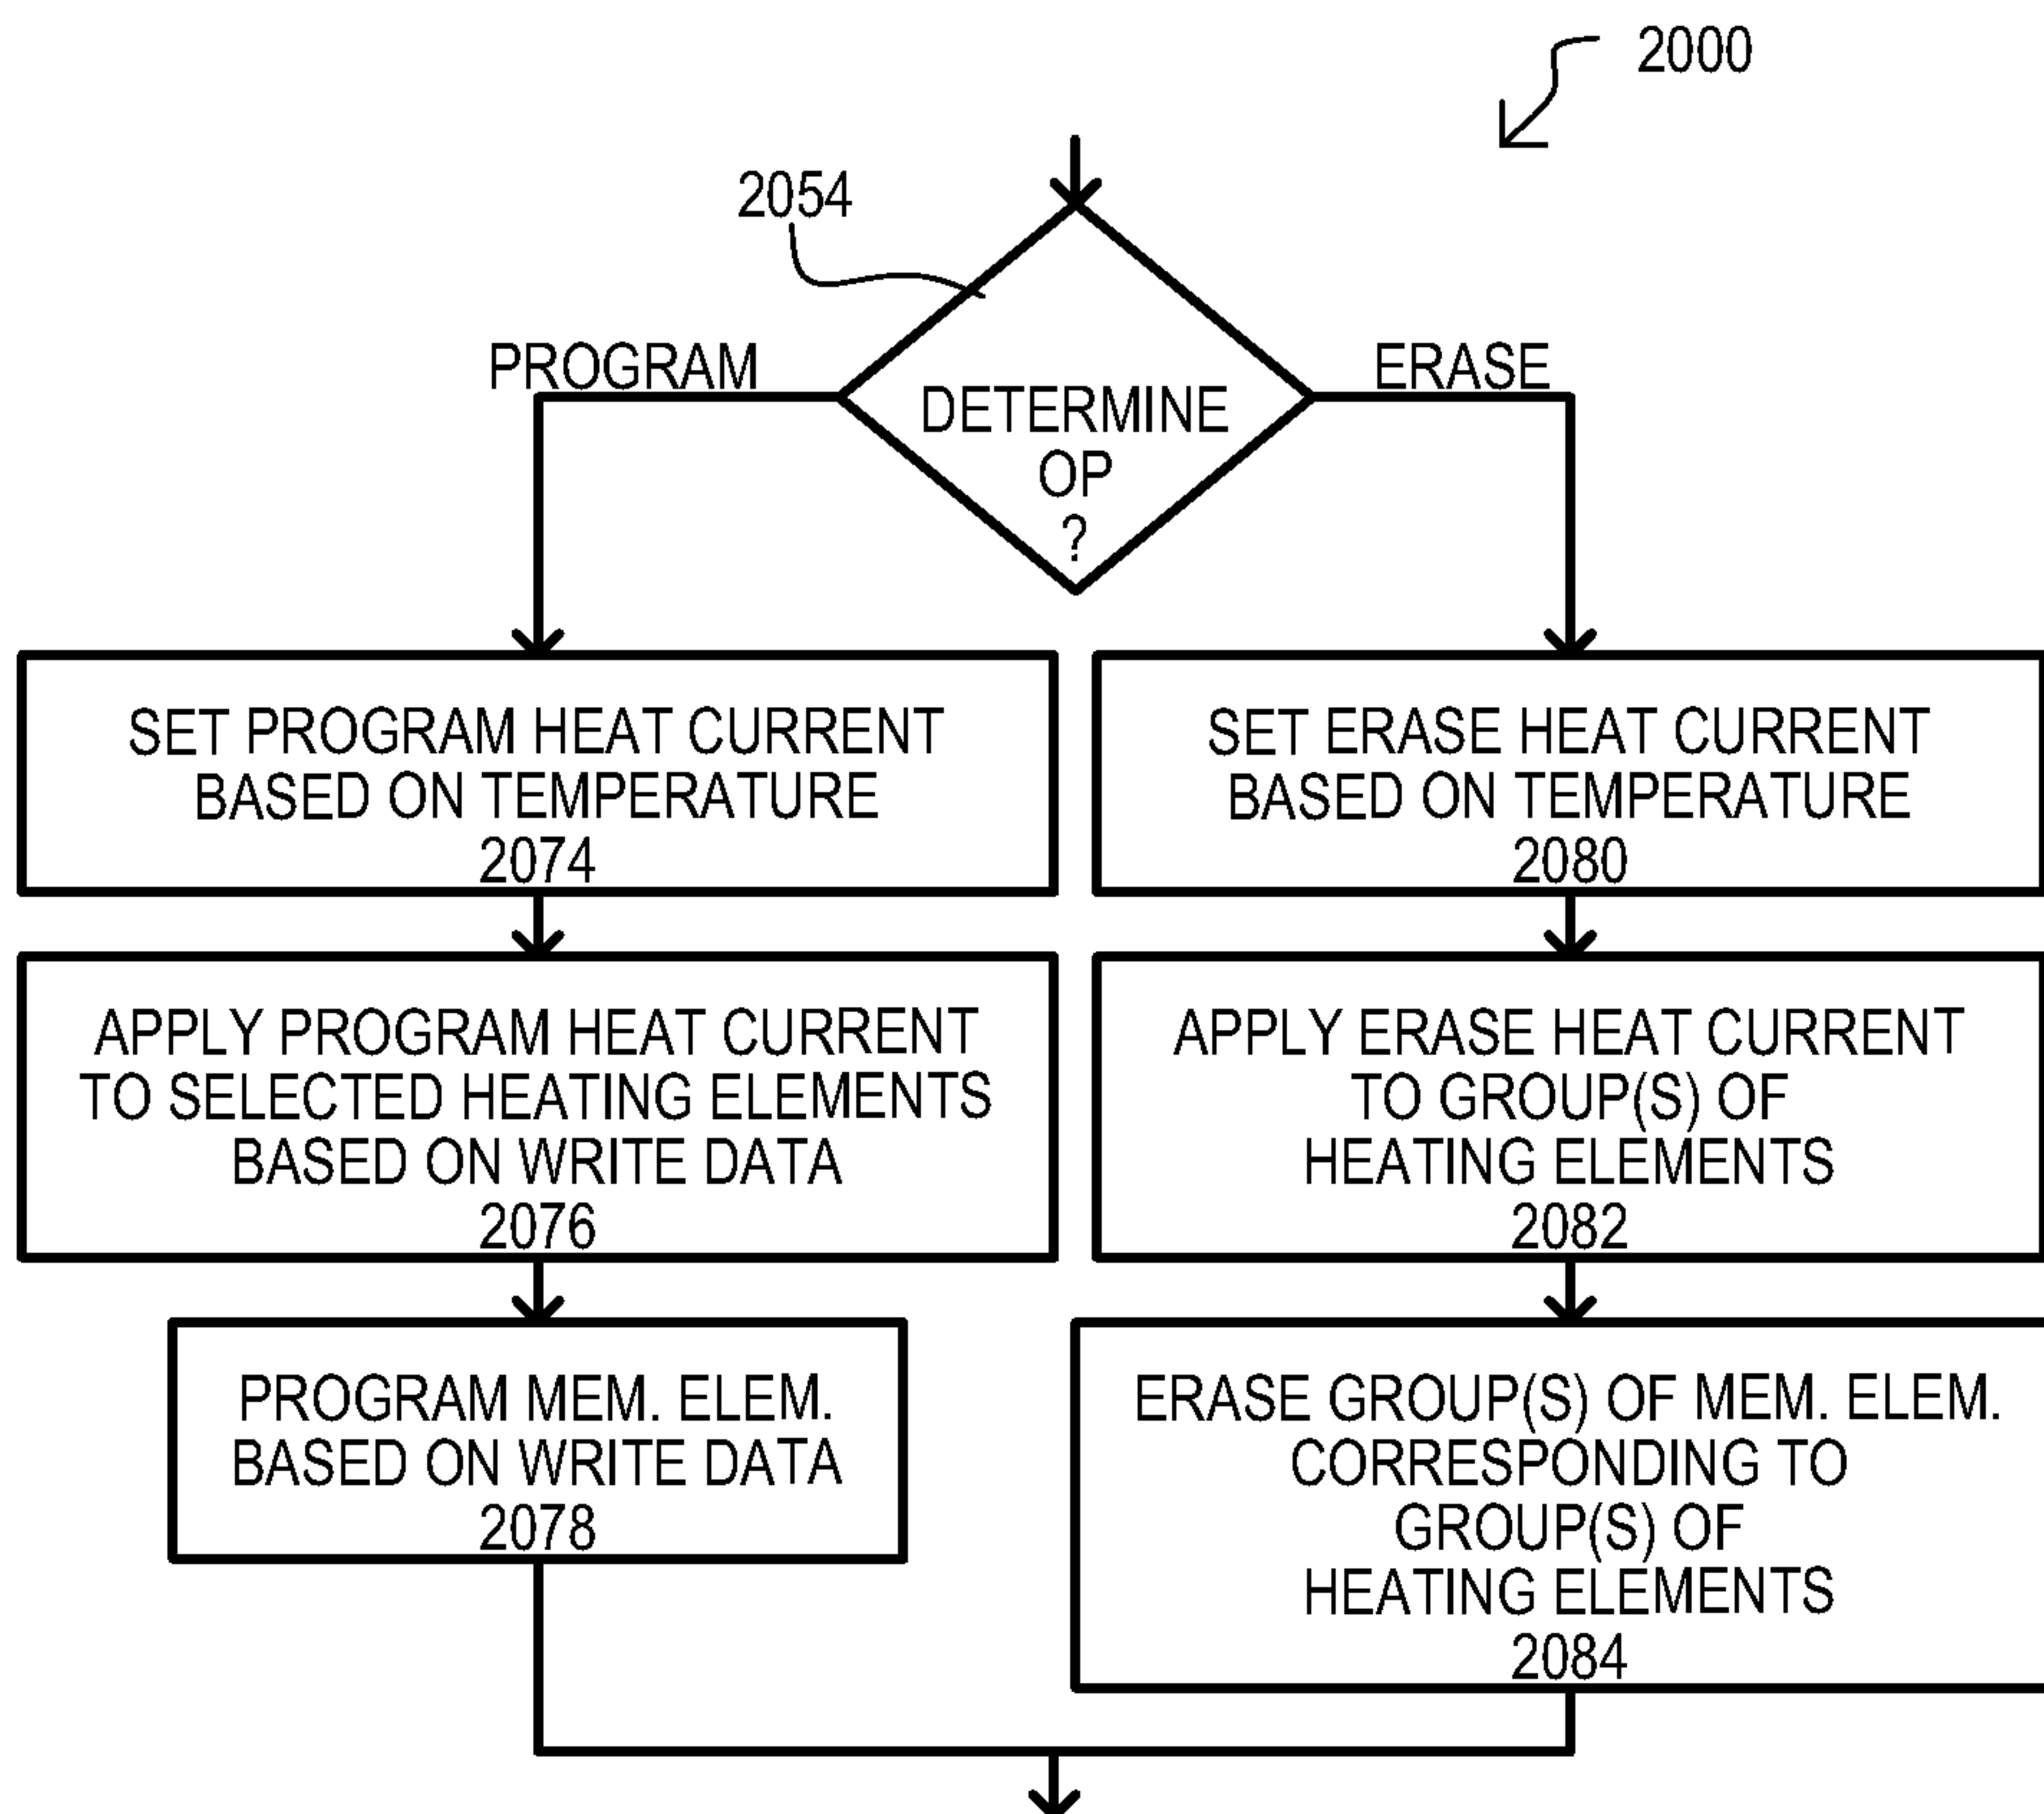 2000
2054
PROGRAM
ERASE
DETERMINE
OP
?
SET PROGRAM HEAT CURRENT
BASED ON TEMPERATURE
2074
SET ERASE HEAT CURRENT
BASED ON TEMPERATURE
2080
APPLY PROGRAM HEAT CURRENT
TO SELECTED HEATING ELEMENTS
BASED ON WRITE DATA
2076
APPLY ERASE HEAT CURRENT
TO GROUP(S) OF
HEATING ELEMENTS
2082
PROGRAM MEM. ELEM.
BASED ON WRITE DATA
2078
ERASE GROUP(S) OF MEM. ELEM.
CORRESPONDING TO
GROUP(S) OF
HEATING ELEMENTS
2084